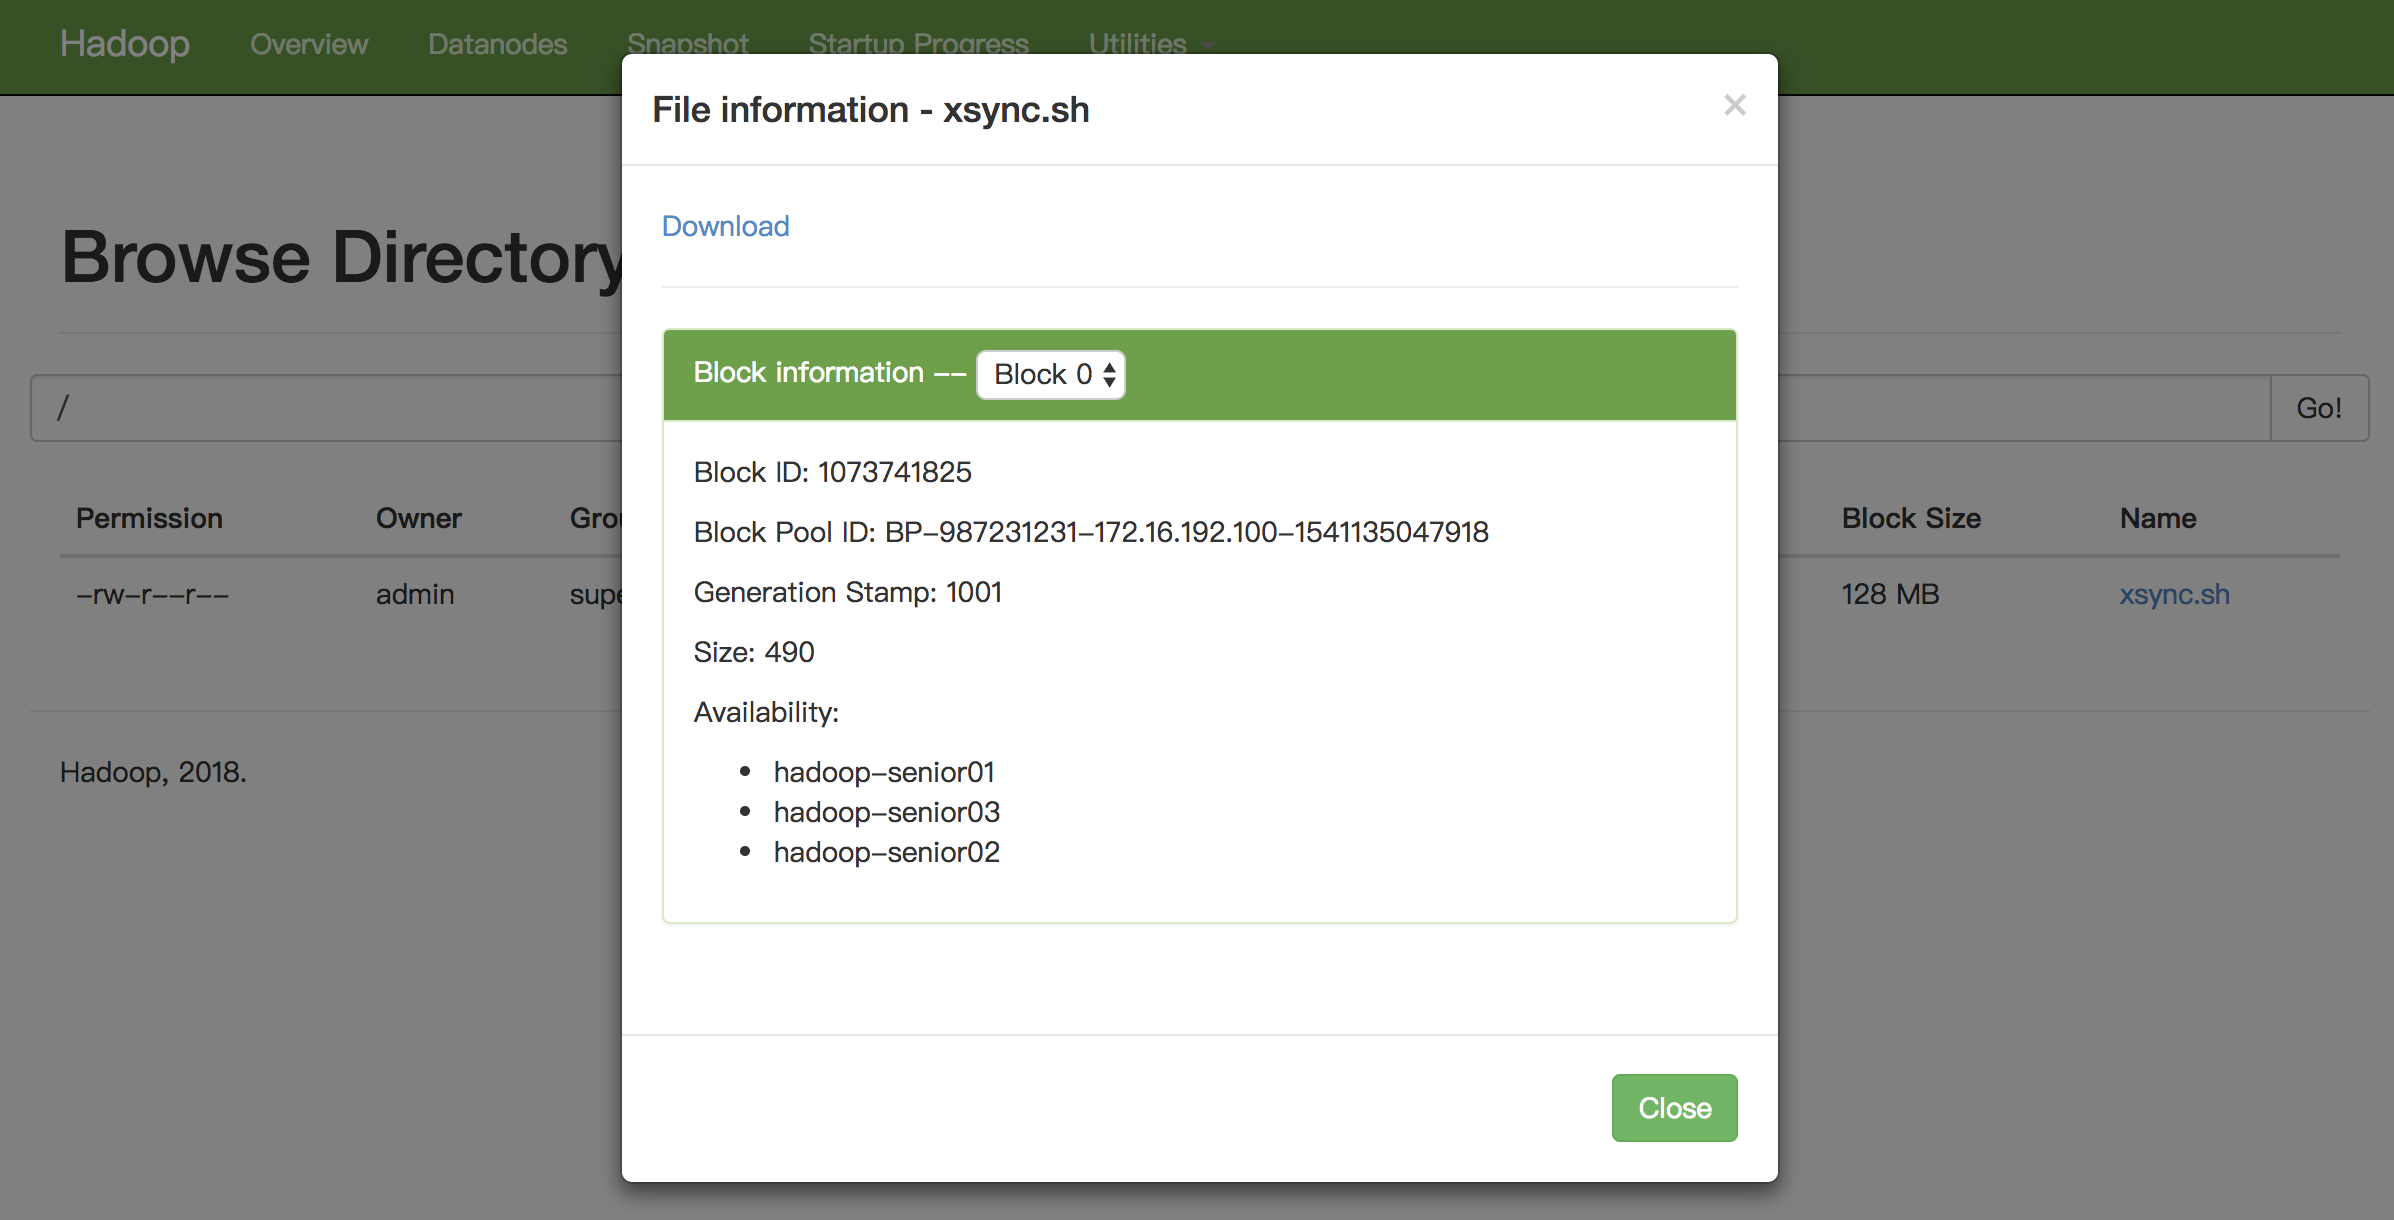 Hadoop Overview Datanodes Snapshot Startup Progress Utilities
File information - xsync.sh ×
Download
Browse Directory
Block information -- Block 0
/ Go!
Block ID: 1073741825
Permission Owner Block Size Name
Block Pool ID: BP-987231231-172.16.192.100-1541135047918
-rw-r--r-- admin 128 MB xsync.sh
Generation Stamp: 1001
Size: 490
Availability:
Hadoop, 2018.
• hadoop-senior01
• hadoop-senior03
• hadoop-senior02
Close